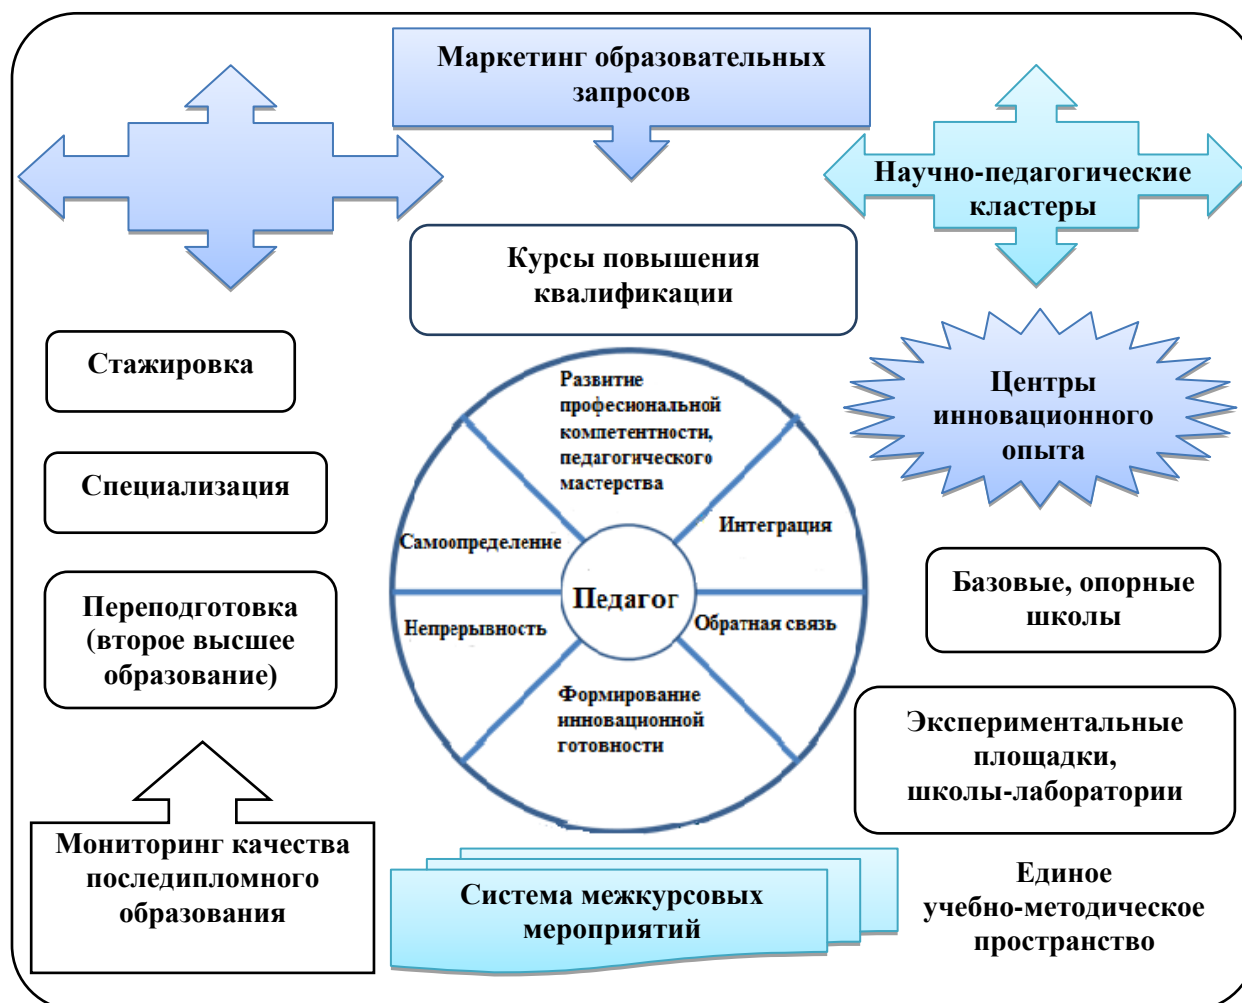 Маркетинг образовательных
запросов
Научно-педагогические
кластеры
Курсы повышения
квалификации
Стажировка
Специализация
Переподготовка
(второе высшее
образование)
Мониторинг качества
последипломного
образования
Развитие
професиональной
компетентности,
педагогического
мастерства
Самоопределение
Интеграция
Педагог
Непрерывность
Обратная связь
Формирование
инновационной
готовности
Центры
инновационного
опыта
Базовые, опорные
школы
Экспериментальные
площадки,
школы-лаборатории
Система межкурсовых
мероприятий
Единое
учебно-методическое
пространство